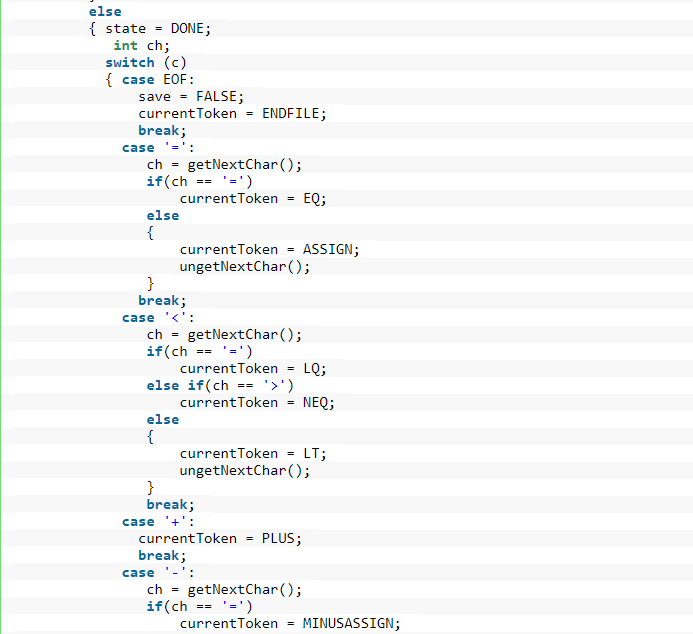 else
{ state = DONE;
int ch;
switch (c)
{ case EOF:
save = FALSE;
currentToken = ENDFILE;
break;
case '=':
ch = getNextChar();
if(ch == '=')
currentToken = EQ;
else
{
currentToken = ASSIGN;
ungetNextChar();
}
break;
case '<':
ch = getNextChar();
if(ch == '=')
currentToken = LQ;
else if(ch == '>')
currentToken = NEQ;
else
{
currentToken = LT;
ungetNextChar();
}
break;
case '+':
currentToken = PLUS;
break;
case '-':
ch = getNextChar();
if(ch == '=')
currentToken = MINUSASSIGN;